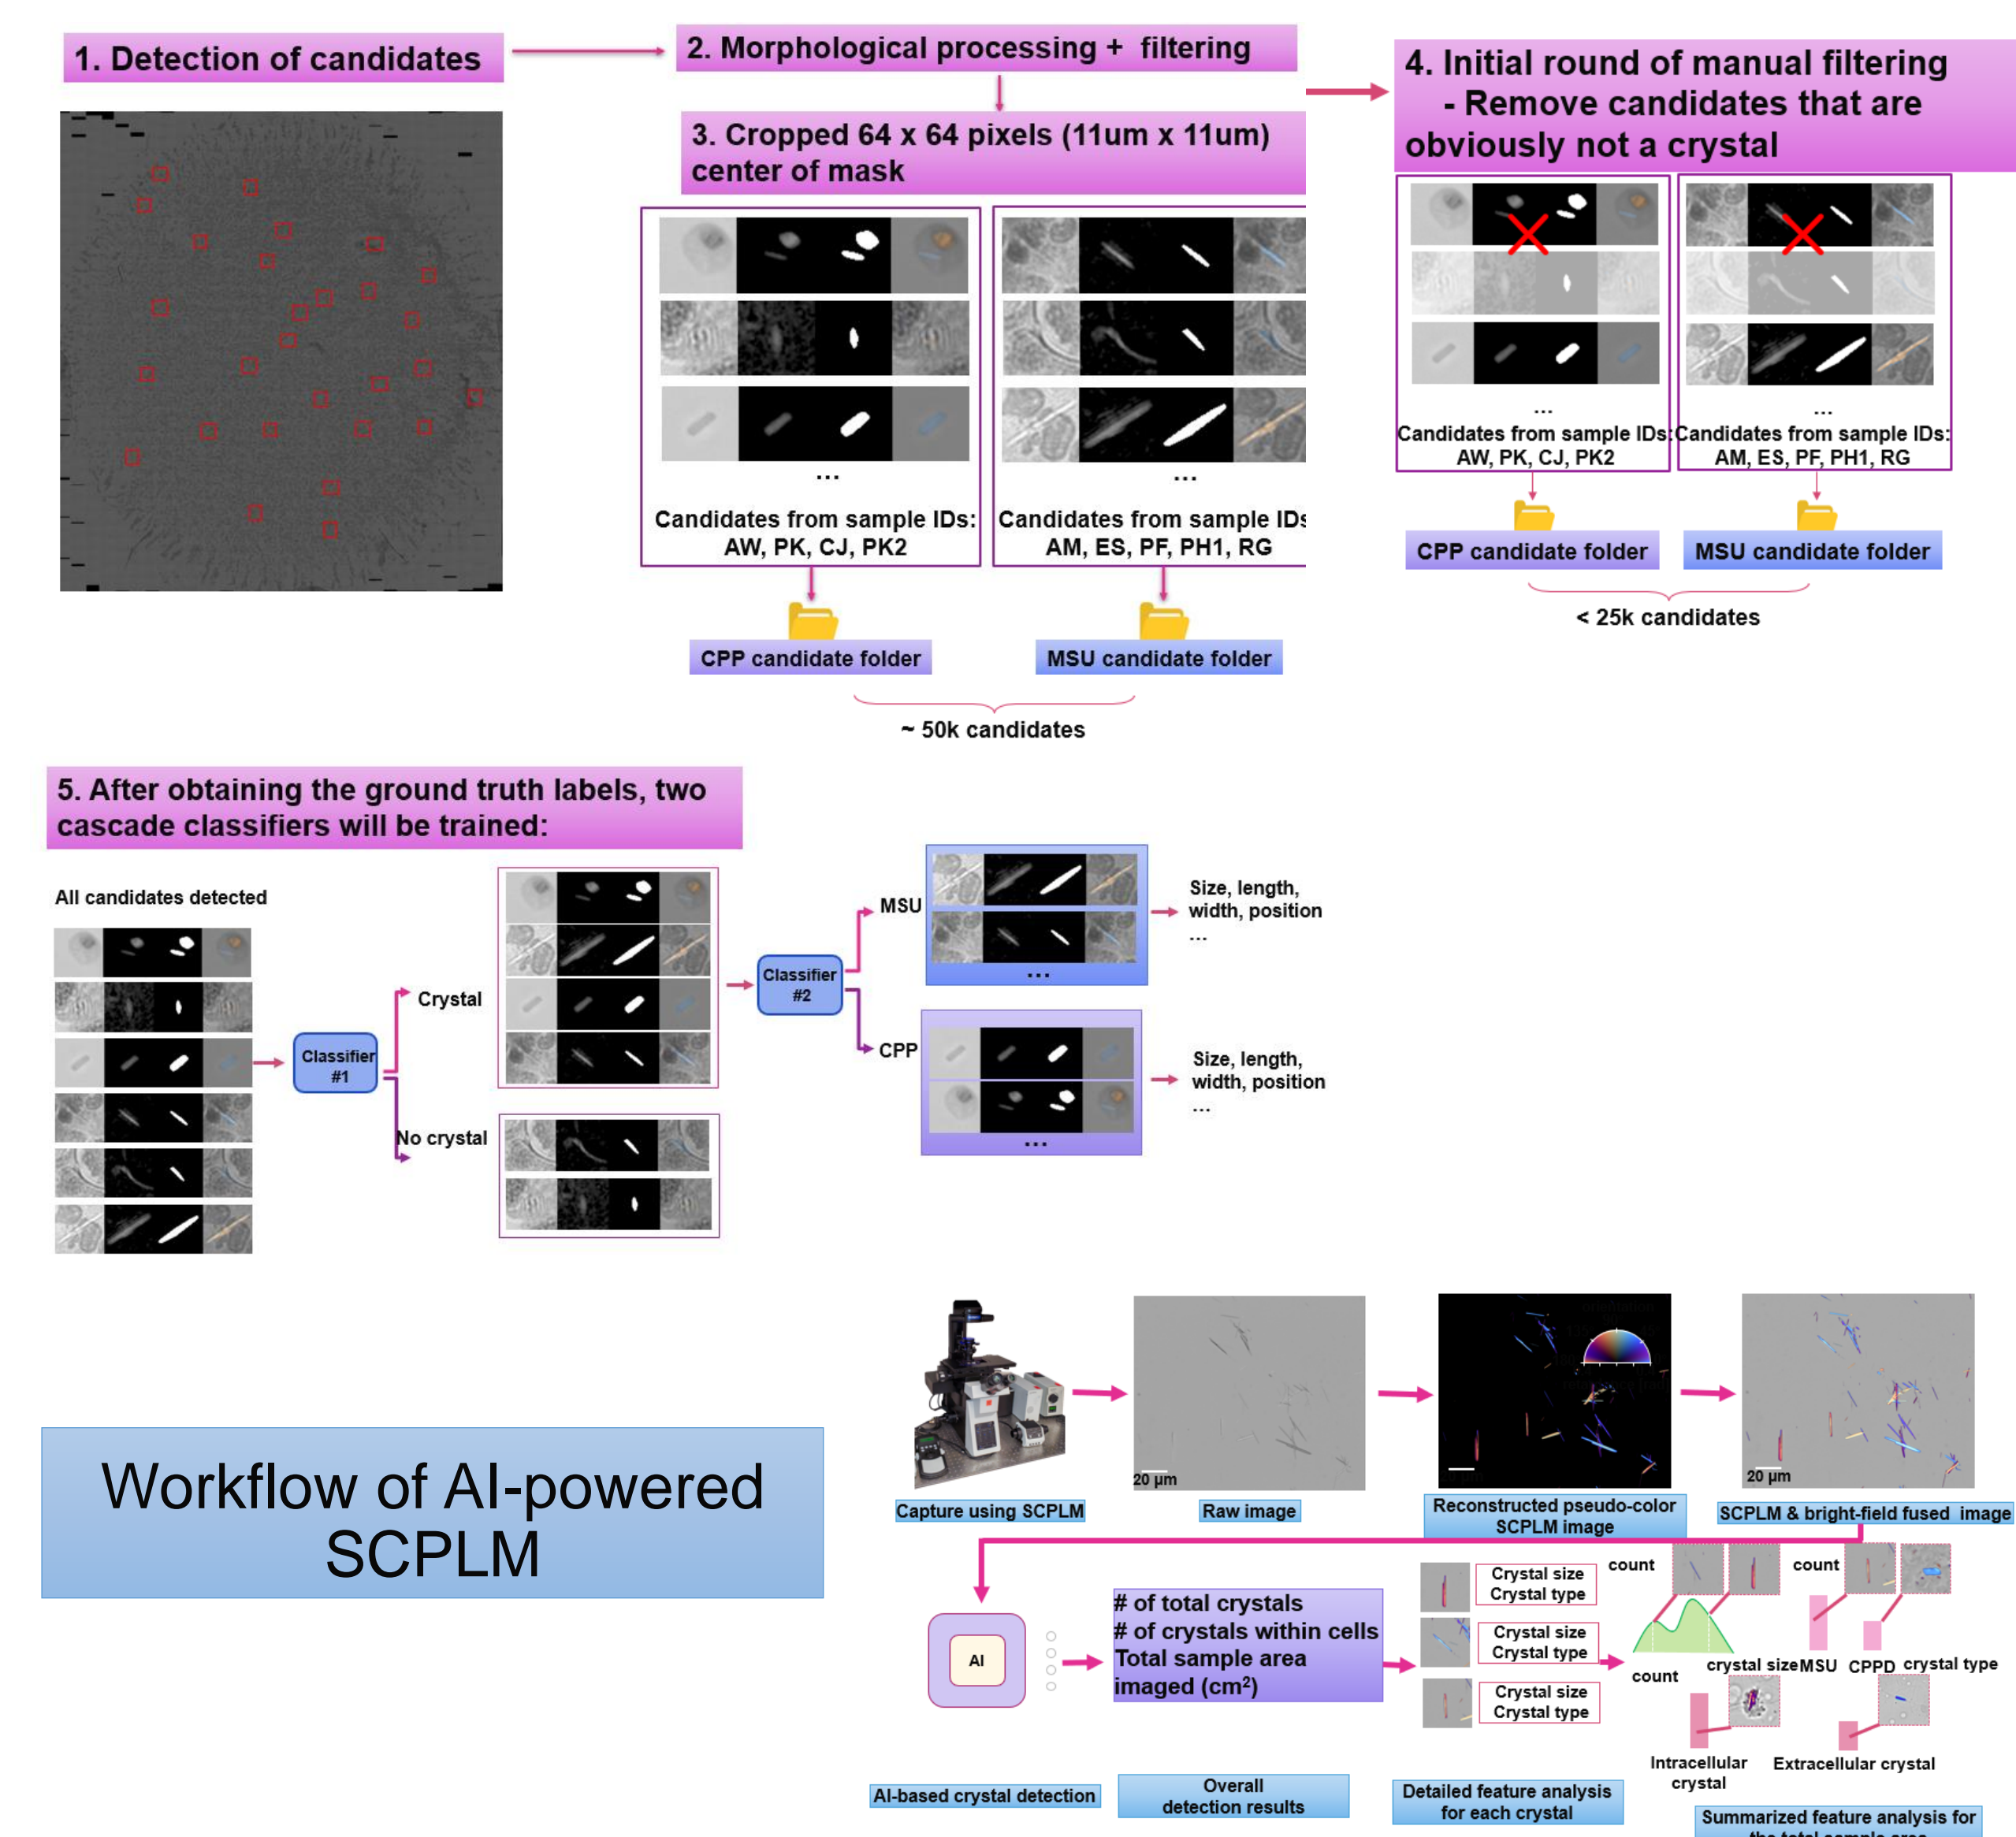 1. Detection of candidates
2. Morphological processing + filtering
3. Cropped 64 x 64 pixels (11um x 11um)
center of mask
...
Candidates from sample IDs:
AW, PK, CJ, PK2
CPP candidate folder
...
Candidates from sample IDs
AM, ES, PF, PH1, RG
MSU candidate folder
~ 50k candidates
4. Initial round of manual filtering
- Remove candidates that are
obviously not a crystal
...
Candidates from sample IDs:
AW, PK, CJ, PK2
CPP candidate folder
...
Candidates from sample IDs:
AM, ES, PF, PH1, RG
MSU candidate folder
< 25k candidates
5. After obtaining the ground truth labels, two
cascade classifiers will be trained:
All candidates detected
Classifier
#1
Crystal
No crystal
Classifier
#2
MSU
...
Size, length,
width, position
...
CPP
...
Size, length,
width, position
...
Workflow of AI-powered
SCPLM
Capture using SCPLM
20 µm
Raw image
orientation
Reconstructed pseudo-color
SCPLM image
20 µm
SCPLM & bright-field fused image
AI
AI-based crystal detection
# of total crystals
# of crystals within cells
Total sample area
imaged (cm²)
Overall
detection results
Crystal size
Crystal type
Crystal size
Crystal type
Crystal size
Crystal type
Detailed feature analysis
for each crystal
count
crystal size
count
MSU
CPPD
crystal type
count
Intracellular
crystal
Extracellular crystal
Summarized feature analysis for
the total sample area